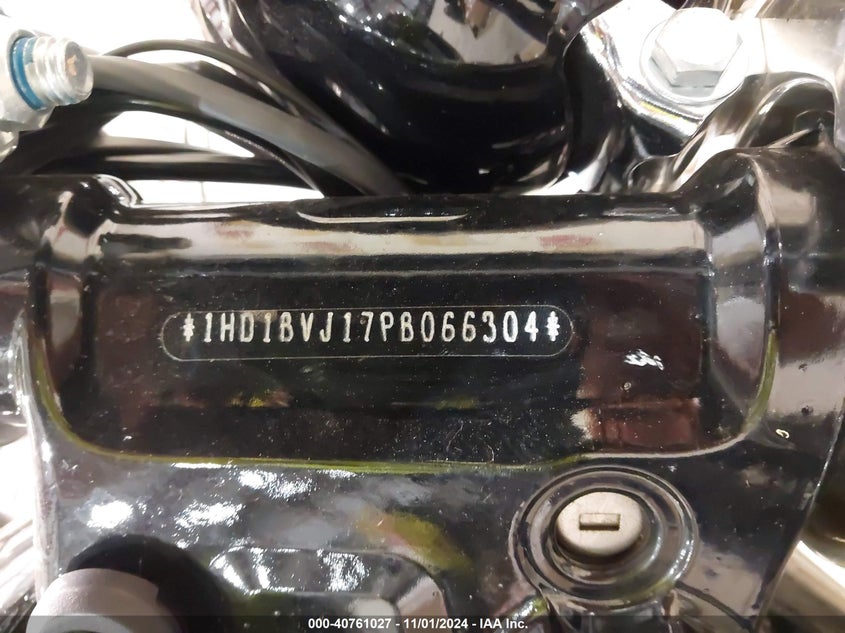 *1HD1BVJ17PB066304*
000-40761027 - 11/01/2024 - IAA Inc.